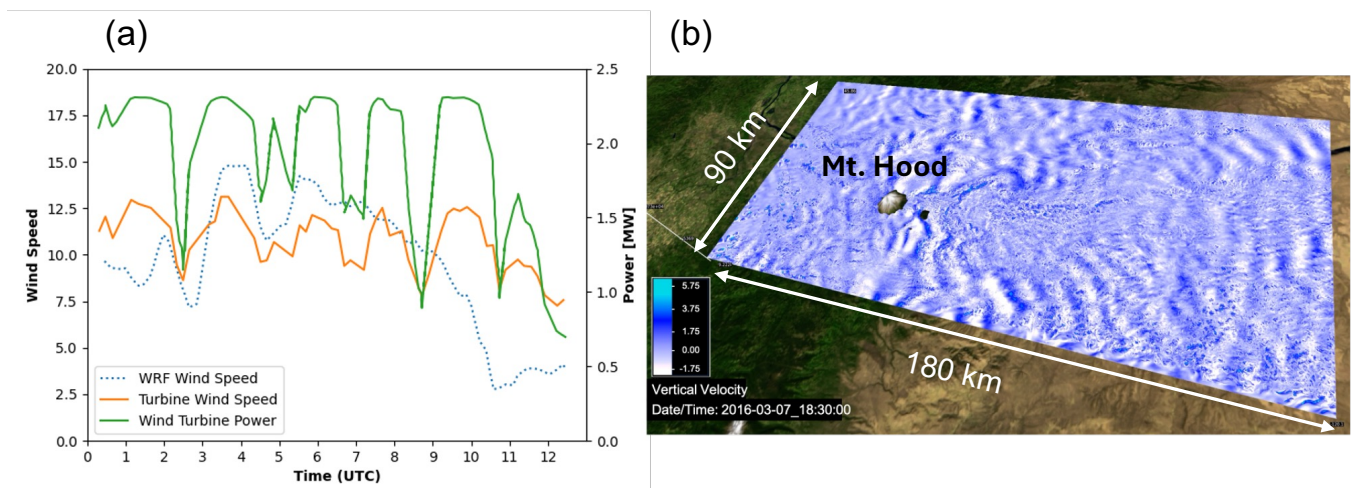 (a)
20.0
17.5
15.0
12.5
10.0
7.5
5.0
2.5
0.0
Wind Speed
2.5
2.0
1.5
1.0
0.5
0.0
Power [MW]
WRF Wind Speed
Turbine Wind Speed
Wind Turbine Power
0 1 2 3 4 5 6 7 8 9 10 11 12
Time (UTC)
(b)
90 km
Mt. Hood
180 km
5.75
3.75
1.75
0.00
-1.75
Vertical Velocity
Date/Time: 2016-03-07_18:30:00